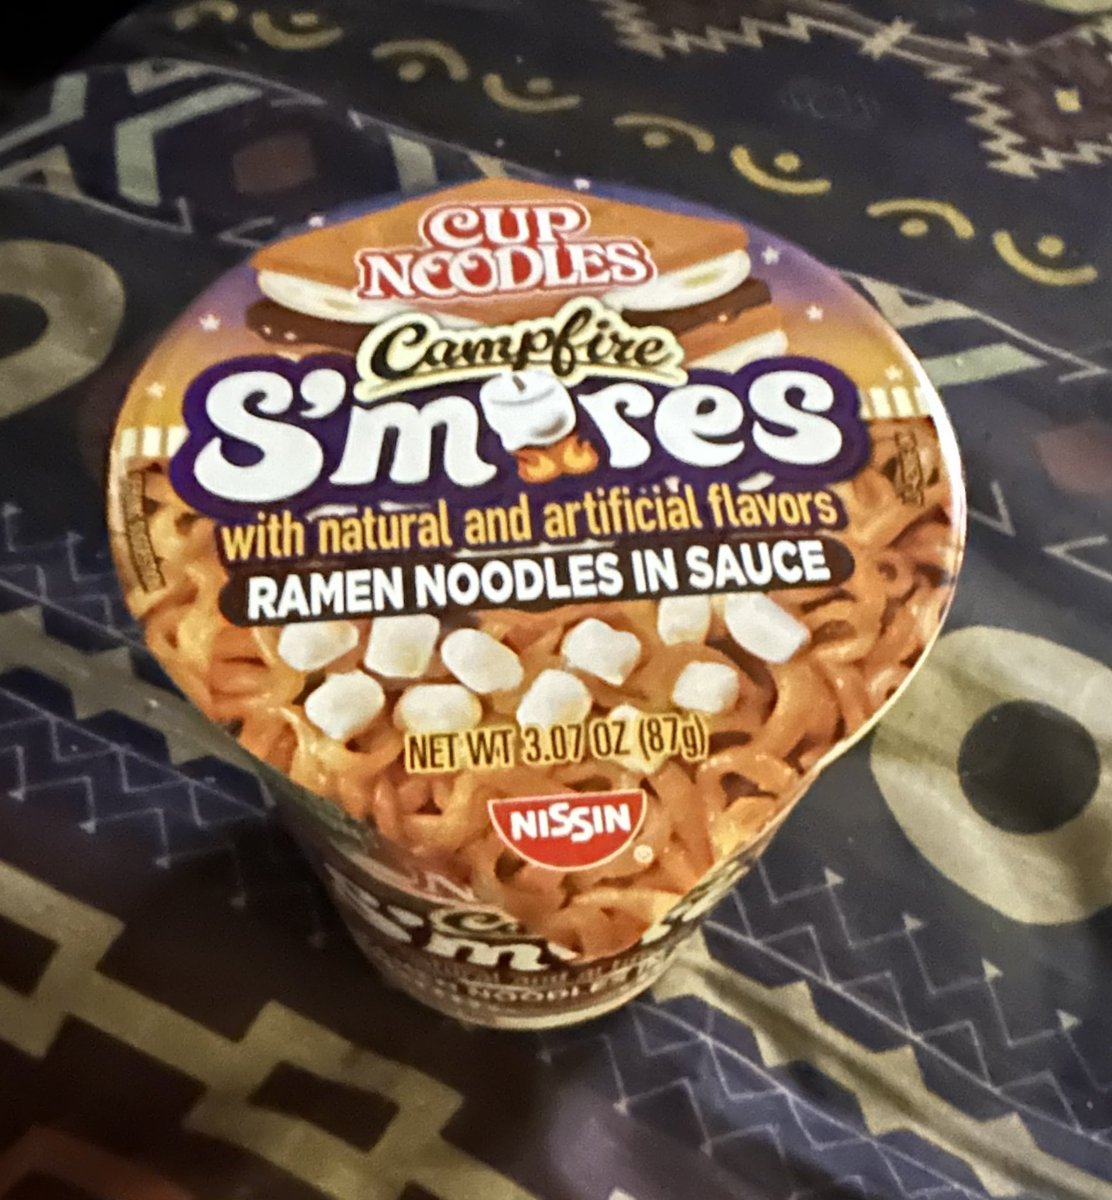 CUP
NOODLES
Campfire
S'mores
with natural and artificial flavors
RAMEN NOODLES IN SAUCE
NET WT 3.07 OZ (87g)
NISSIN